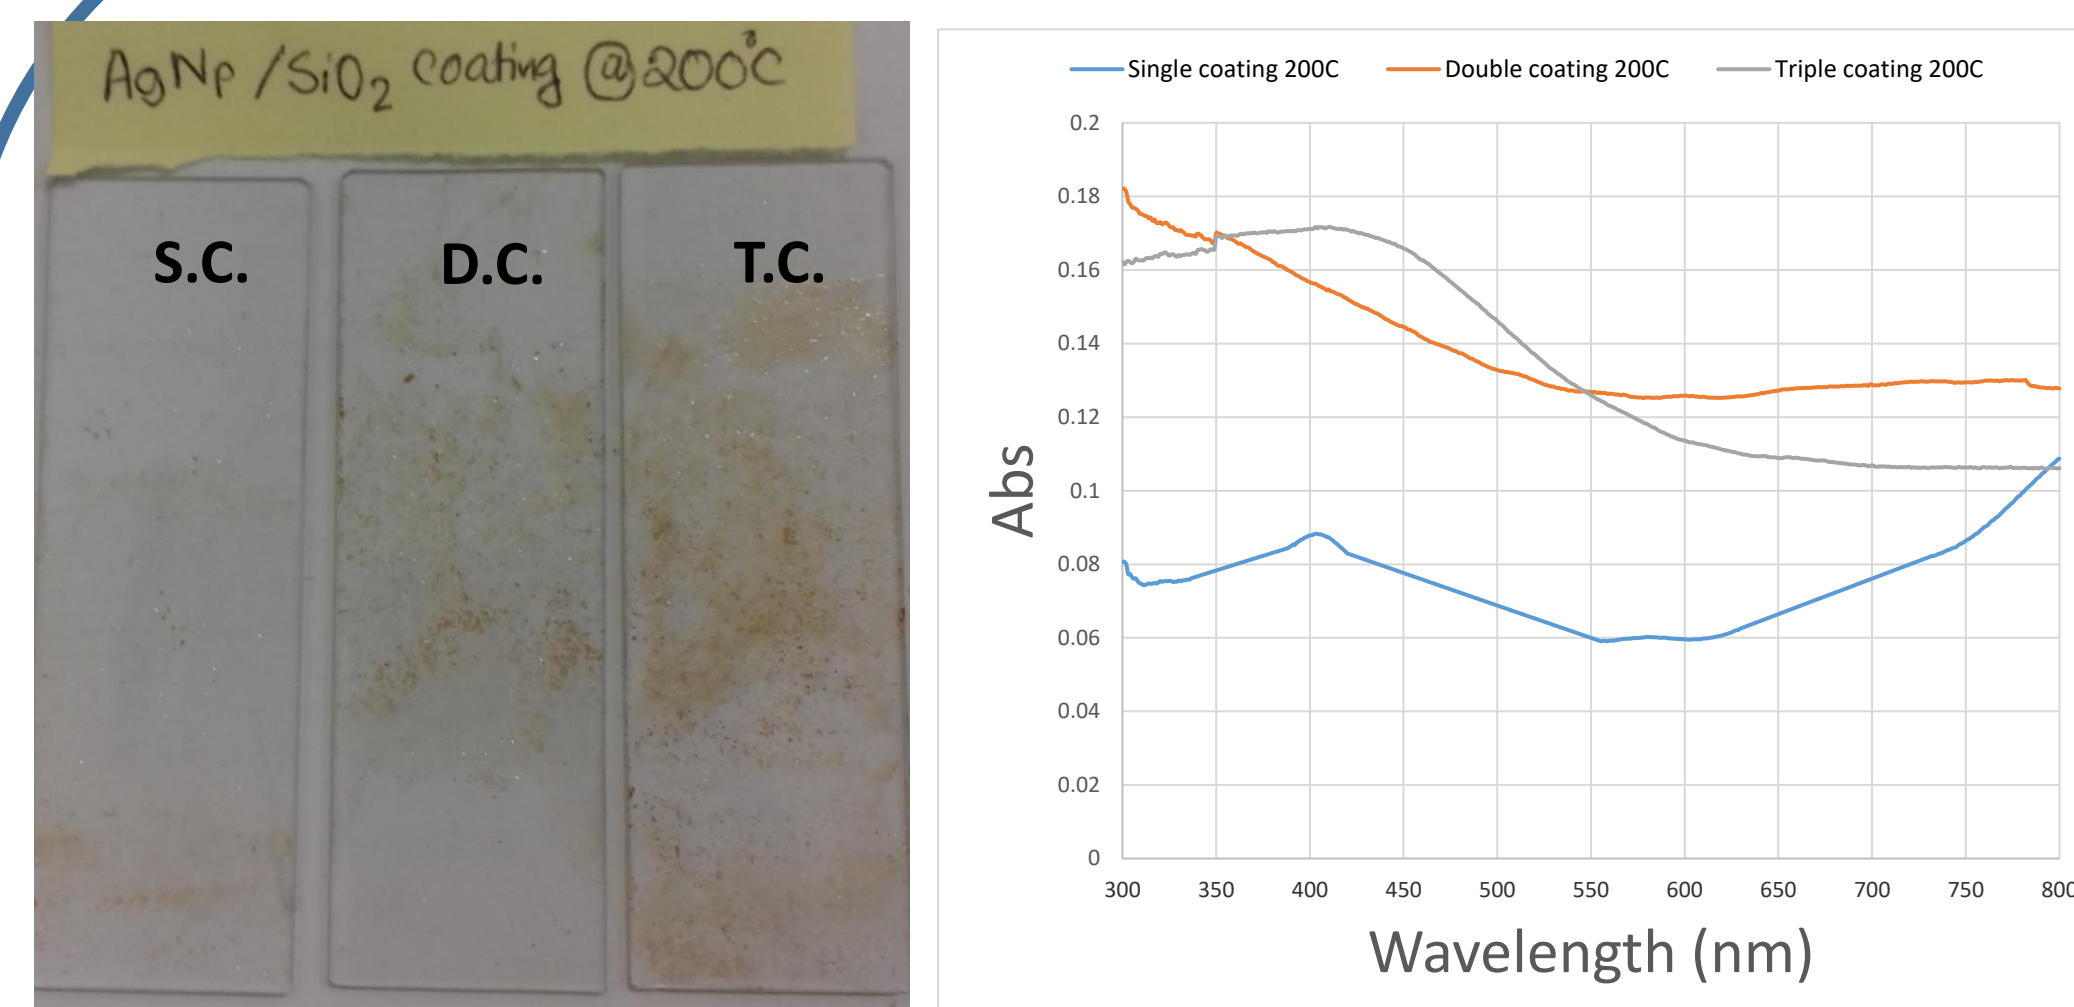 AgNp/SiO₂ coating @200°C
S.C.
D.C.
T.C.
Single coating 200C
Double coating 200C
Triple coating 200C
0.2
0.18
0.16
0.14
0.12
0.1
0.08
0.06
0.04
0.02
0
Abs
300 350 400 450 500 550 600 650 700 750 800
Wavelength (nm)